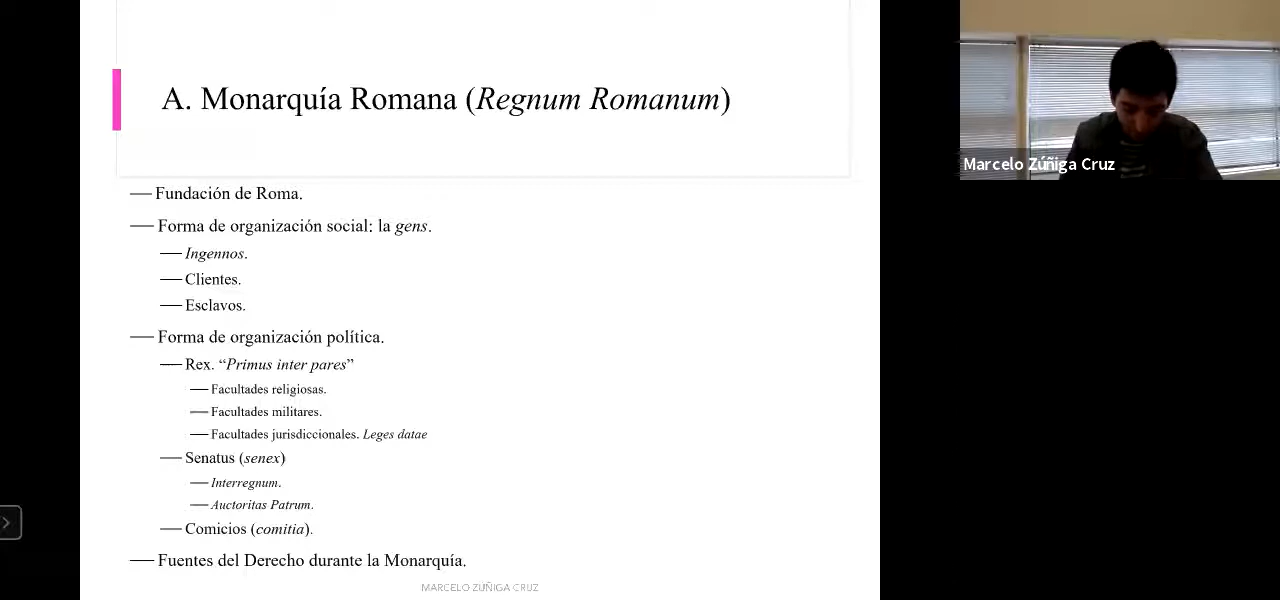 A. Monarquía Romana (Regnum Romanum)
Marcelo Zúñiga Cruz
— Fundación de Roma.
— Forma de organización social: la gens.
— Ingennos.
— Clientes.
— Esclavos.
— Forma de organización política.
— Rex. “Primus inter pares”
— Facultades religiosas.
— Facultades militares.
— Facultades jurisdiccionales. Leges datae
— Senatus (senex)
— Interregnum.
— Auctoritas Patrum.
— Comicios (comitia).
— Fuentes del Derecho durante la Monarquía.
MARCELO ZÚÑIGA CRUZ